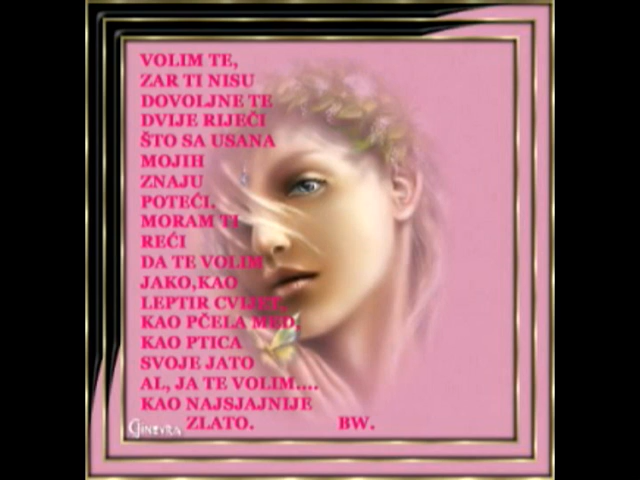 VOLIM TE,
ZAR TI NISU
DOVOLJNE TE
DVIJE RIJEČI
ŠTO SA USANA
MOJIH
ZNAJU
POTEĆI.
MORAM TI
REĆI
DA TE VOLIM
JAKO,KAO
LEPTIR CVIJET,
KAO PČELA MED,
KAO PTICA
SVOJE JATO
AL, JA TE VOLIM....
KAO NAJSJAJNIJE
ZLATO. BW.
Ginevra